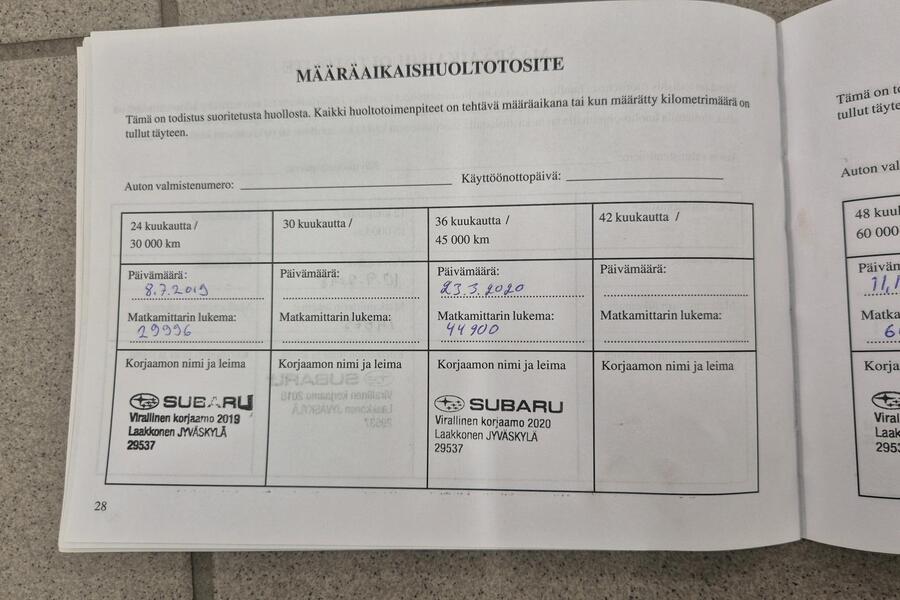 MÄÄRÄAIKAISHUOLTOTOSITE
Tämä on todistus suoritetusta huollosta. Kaikki huoltotoimenpiteet on tehtävä määräaikana tai kun määrätty kilometrimäärä on
tullut täyteen.
Auton valmistenumero:
Käyttöönottopäivä:
24 kuukautta /
30 000 km
Päivämäärä:
8.7.2019
Matkamittarin lukema:
29996
Korjaamon nimi ja leima
SUBARU
Virallinen korjaamo 2019
Laakkonen JYVÄSKYLÄ
29537
30 kuukautta /
Päivämäärä:
Matkamittarin lukema:
Korjaamon nimi ja leima
36 kuukautta /
45 000 km
Päivämäärä:
23.3.2020
Matkamittarin lukema:
44900
Korjaamon nimi ja leima
SUBARU
Virallinen korjaamo 2020
Laakkonen JYVÄSKYLÄ
29537
42 kuukautta /
Päivämäärä:
Matkamittarin lukema:
Korjaamon nimi ja leima
28
Tämä on
tullut täyte
Auton val
48 kuu
60 000
Päiväm
Matka
Korja
Virall
Laak
295